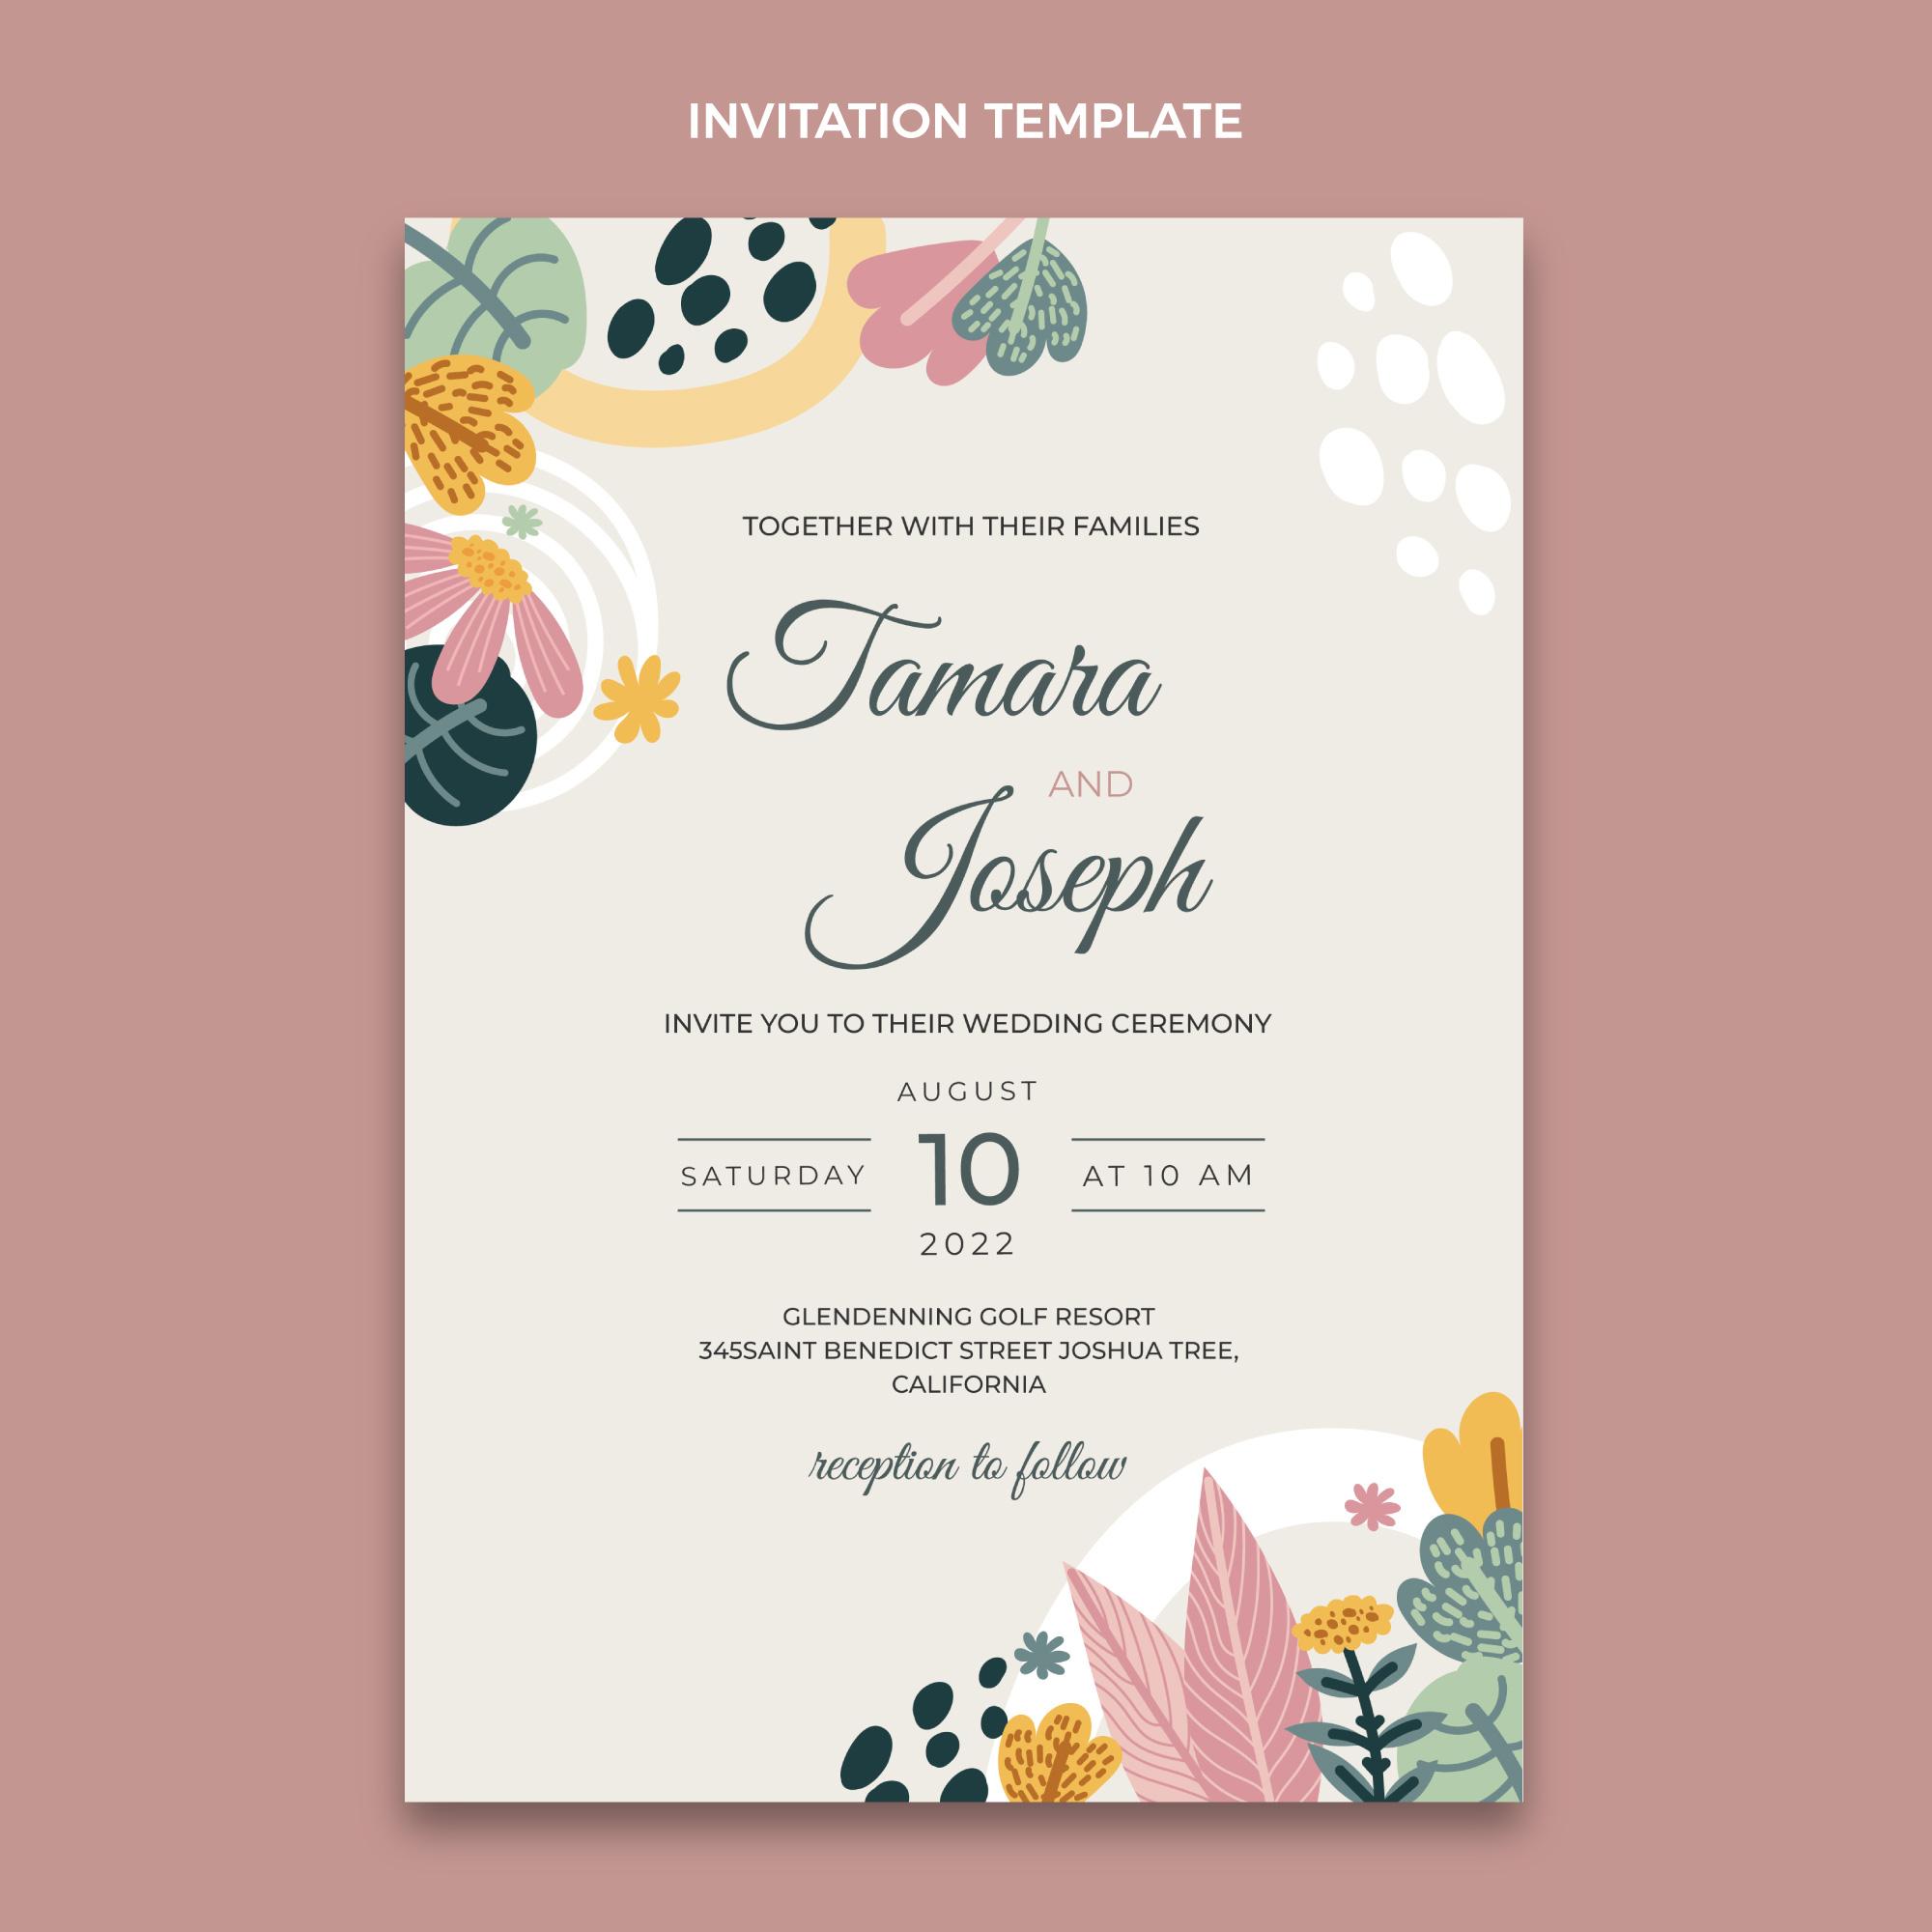 INVITATION TEMPLATE
TOGETHER WITH THEIR FAMILIES
Tamara
AND
Joseph
INVITE YOU TO THEIR WEDDING CEREMONY
AUGUST
SATURDAY 10 AT 10 AM
2022
GLENDENNING GOLF RESORT
345SAINT BENEDICT STREET JOSHUA TREE,
CALIFORNIA
reception to follow